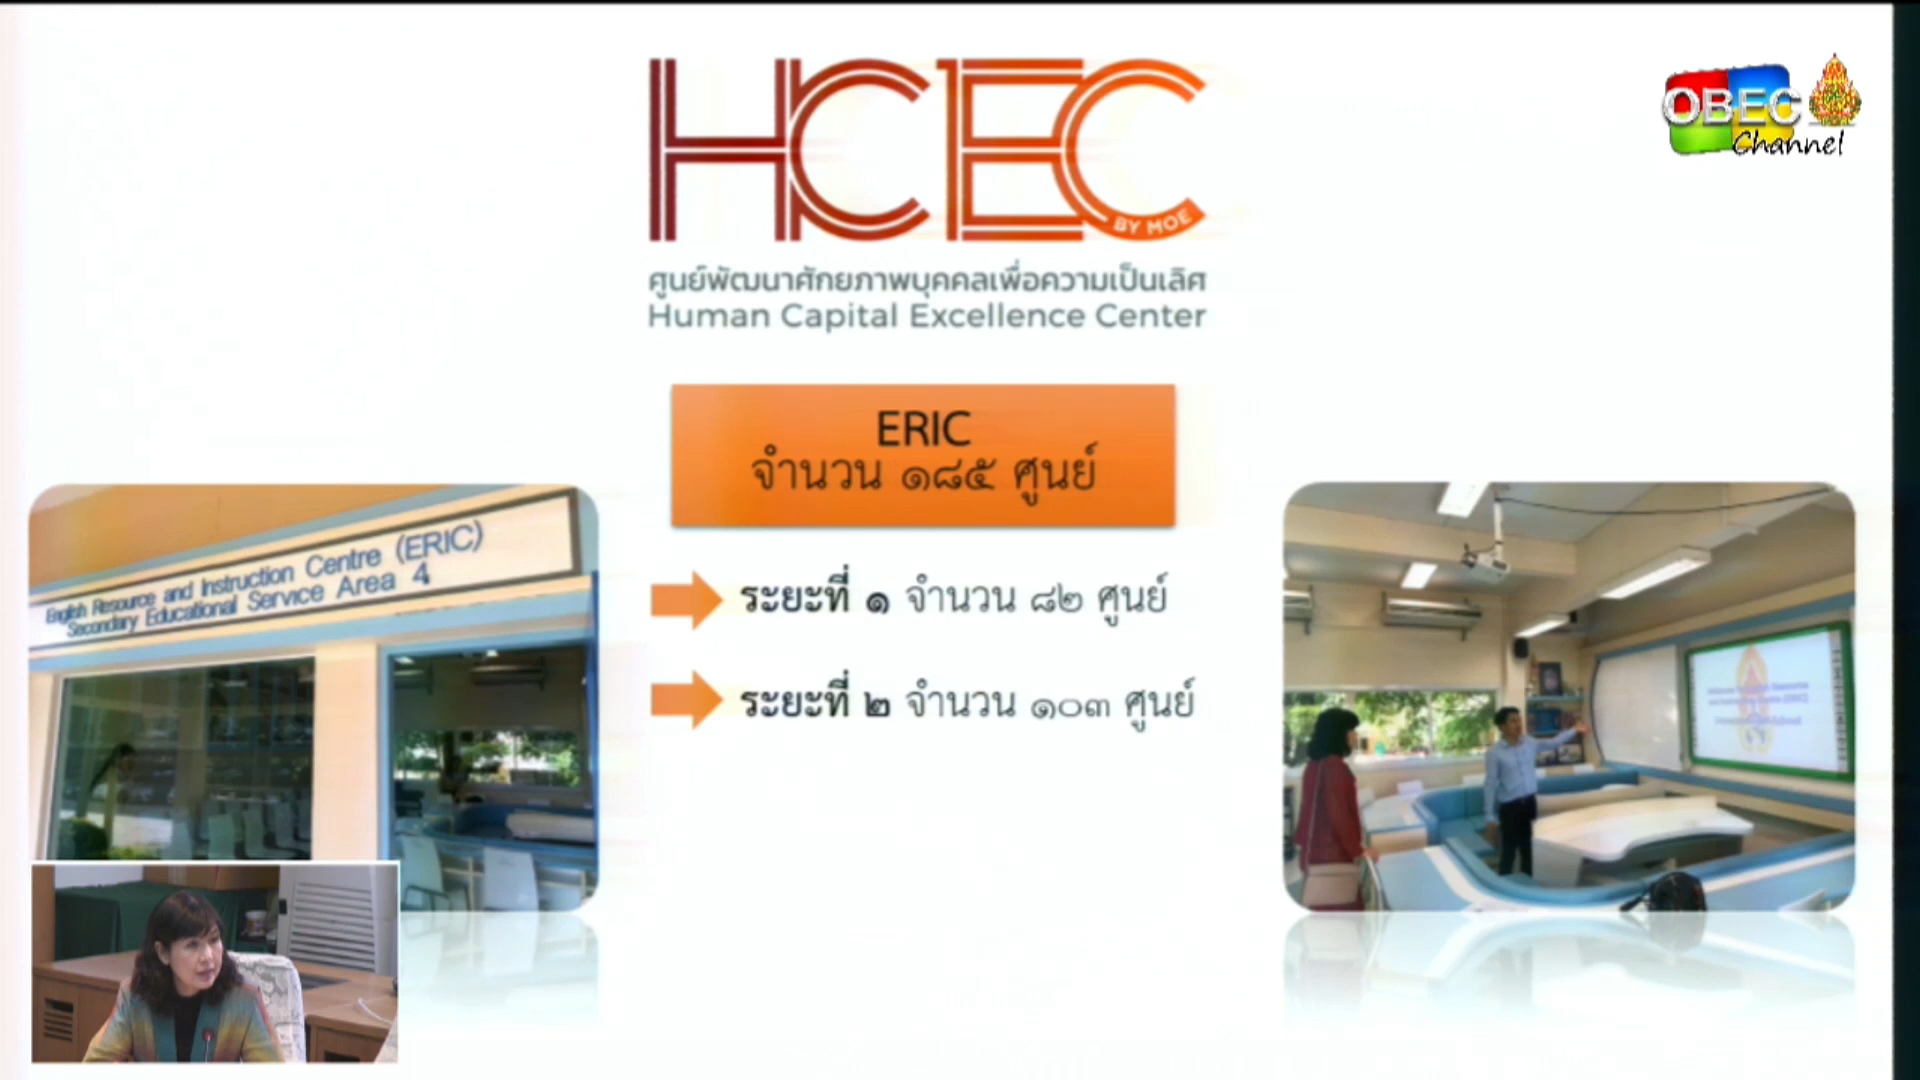 HCEC
BY MOE
ศูนย์พัฒนาศักยภาพบุคคลเพื่อความเป็นเลิศ
Human Capital Excellence Center
OBEC
Channel
ERIC
จำนวน ๑๘๕ ศูนย์
ระยะที่ ๑ จำนวน ๘๒ ศูนย์
ระยะที่ ๒ จำนวน ๑๐๓ ศูนย์
English Resource and Instruction Centre (ERIC)
Secondary Educational Service Area 4